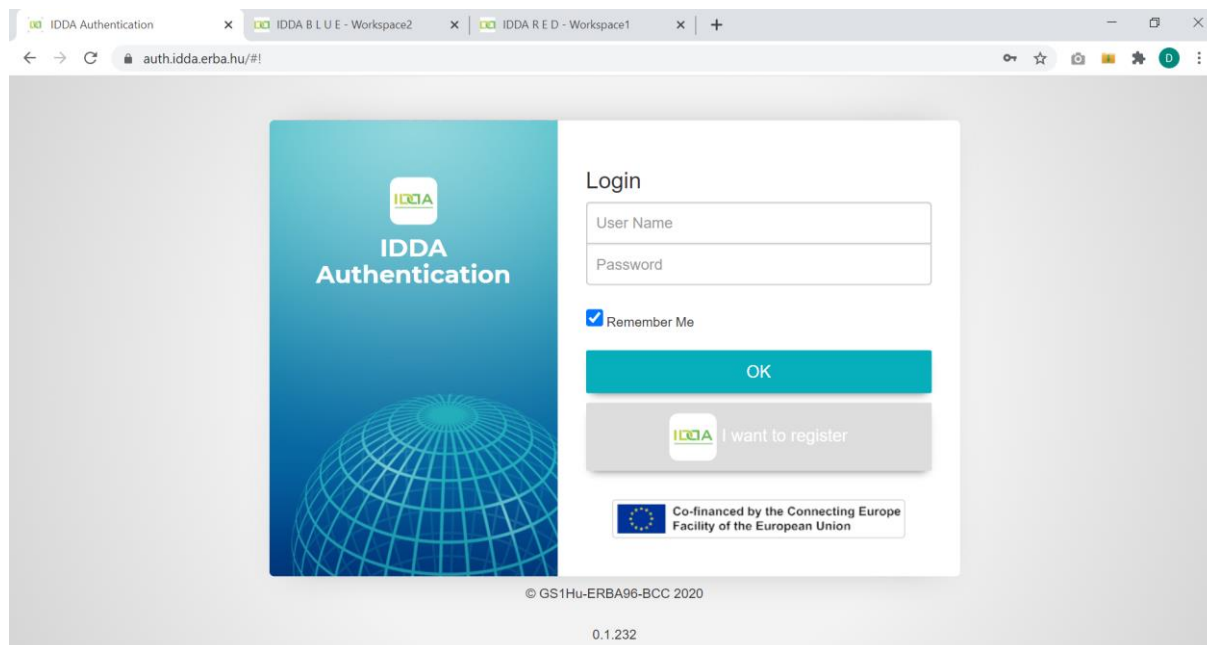 IDDA Authentication
IDDA B L U E - Workspace2
IDDA R E D - Workspace1
auth.idda.erba.hu/#!
D
IDDA
IDDA
Authentication
Login
User Name
Password
Remember Me
OK
IDDA I want to register
Co-financed by the Connecting Europe
Facility of the European Union
© GS1Hu-ERBA96-BCC 2020
0.1.232